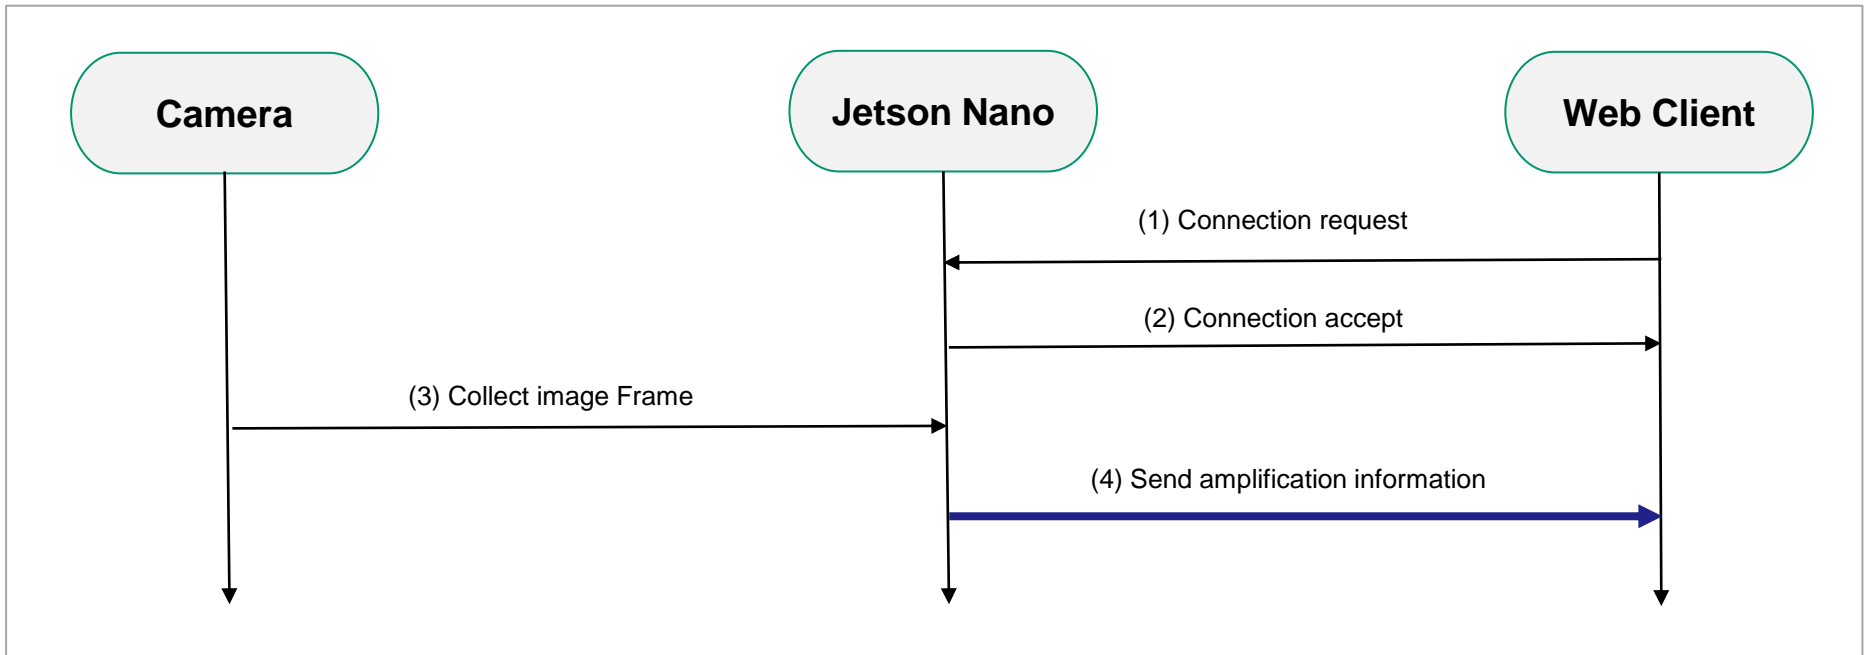 Camera
Jetson Nano
Web Client
(1) Connection request
(2) Connection accept
(3) Collect image Frame
(4) Send amplification information